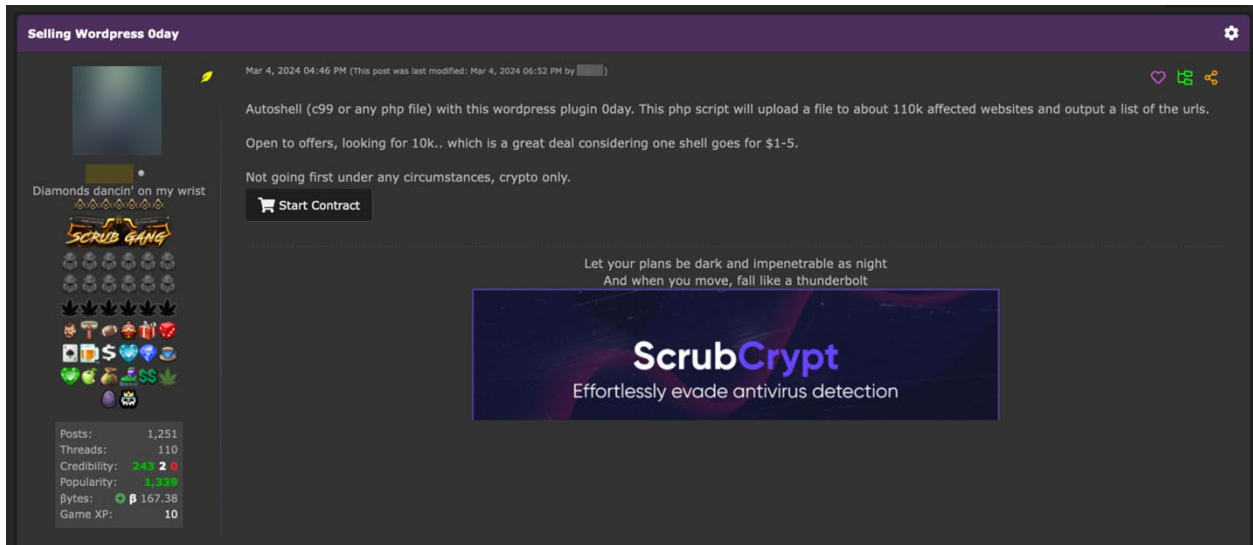 Selling Wordpress 0day
Mar 4, 2024 04:46 PM (This post was last modified: Mar 4, 2024 06:52 PM by )
Diamonds dancin' on my wrist
SCRUB GANG
Posts: 1,251
Threads: 110
Credibility: 243 2 0
Popularity: 1,339
βytes: β 167.38
Game XP: 10
Autoshell (c99 or any php file) with this wordpress plugin 0day. This php script will upload a file to about 110k affected websites and output a list of the urls.
Open to offers, looking for 10k.. which is a great deal considering one shell goes for $1-5.
Not going first under any circumstances, crypto only.
Start Contract
Let your plans be dark and impenetrable as night
And when you move, fall like a thunderbolt
ScrubCrypt
Effortlessly evade antivirus detection